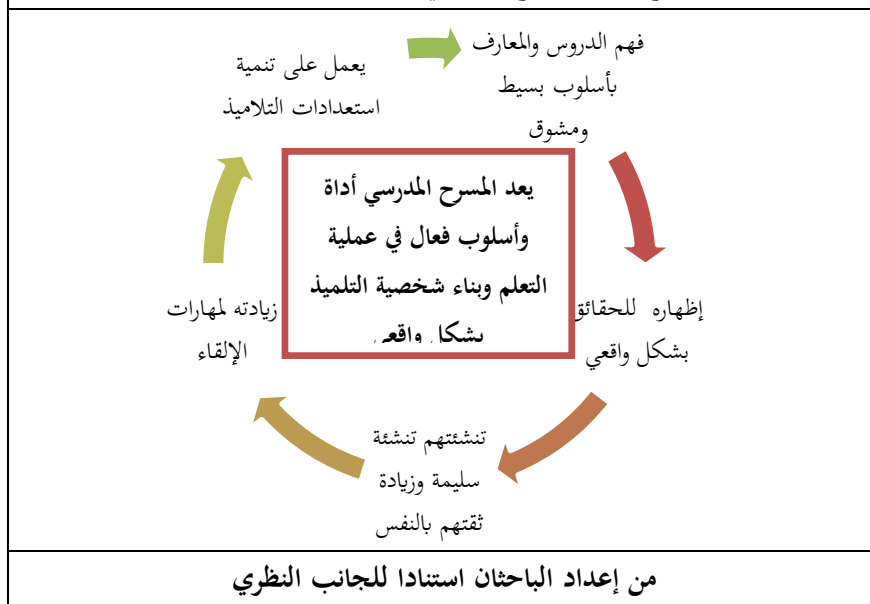 فهم الدروس والمعارف
بأسلوب بسيط
ومشوق
يعمل على تنمية
استعدادات التلاميذ
يعد المسرح المدرسي أداة
وأسلوب فعال في عملية
التعلم وبناء شخصية التلميذ
بشكل واقعي
إظهاره للحقائق
بشكل واقعي
زيادته لمهارات
الإلقاء
تنشئتهم تنشئة
سليمة وزيادة
ثقتهم بالنفس
من إعداد الباحثان استنادا للجانب النظري